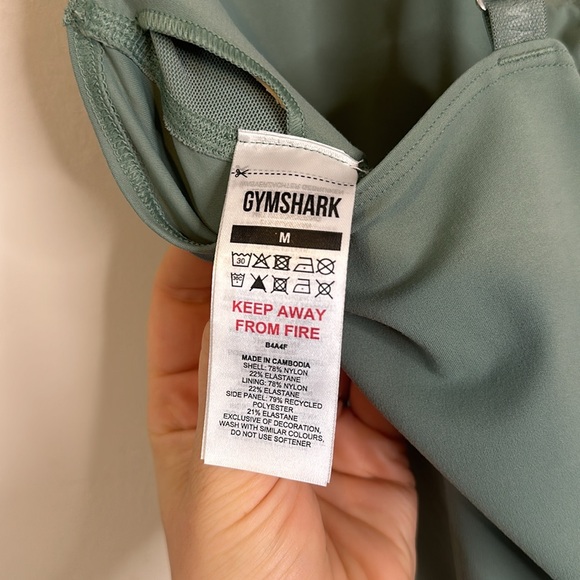 GYMSHARK
M
30
KEEP AWAY
FROM FIRE
B4A4F
MADE IN CAMBODIA
SHELL: 78% NYLON
22% ELASTANE
LINING: 78% NYLON
22% ELASTANE
SIDE PANEL: 79% RECYCLED
POLYESTER
21% ELASTANE
EXCLUSIVE OF DECORATION,
WASH WITH SIMILAR COLOURS,
DO NOT USE SOFTENER